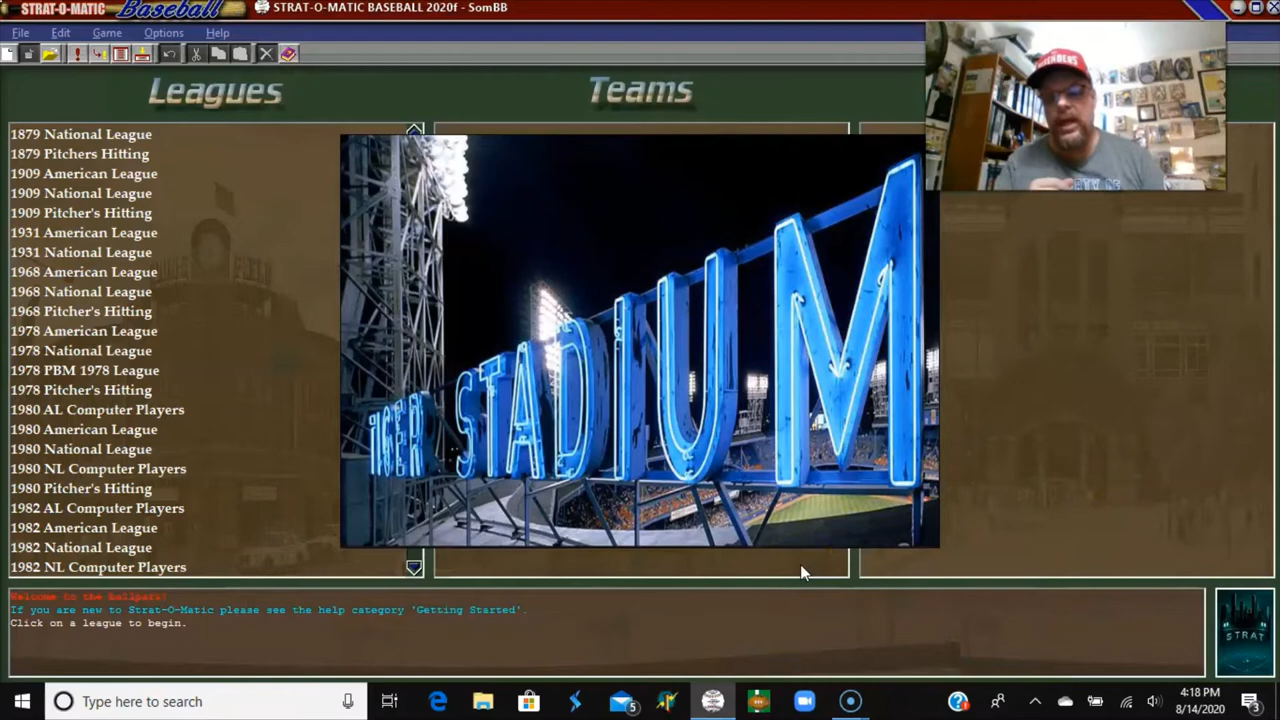 STRAT-O-MATIC Baseball STRAT-O-MATIC BASEBALL 2020f - SomBB
File Edit Game Options Help
Leagues Teams
1879 National League
1879 Pitchers Hitting
1909 American League
1909 National League
1909 Pitcher's Hitting
1931 American League
1931 National League
1968 American League
1968 National League
1968 Pitcher's Hitting
1978 American League
1978 National League
1978 PBM 1978 League
1978 Pitcher's Hitting
1980 AL Computer Players
1980 American League
1980 National League
1980 NL Computer Players
1980 Pitcher's Hitting
1982 AL Computer Players
1982 American League
1982 National League
1982 NL Computer Players
STADIUM
Welcome to the ballpark!
If you are new to Strat-O-Matic please see the help category 'Getting Started'.
Click on a league to begin.
STRAT
Type here to search
5
4:18 PM
8/14/2020
3